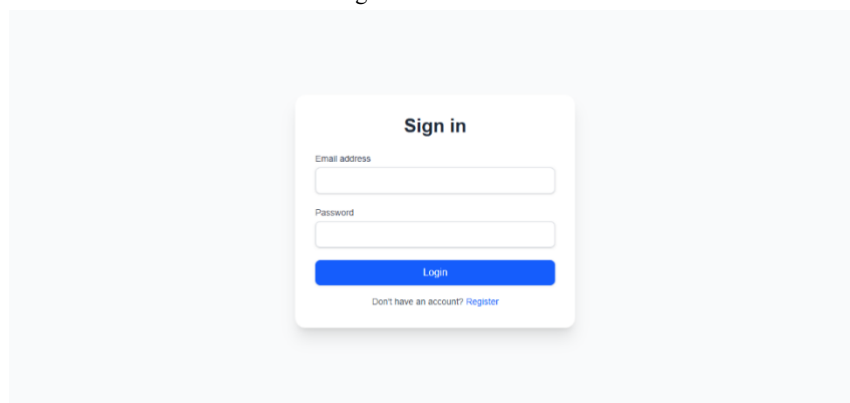 Sign in
Email address
Password
Login
Don't have an account? Register